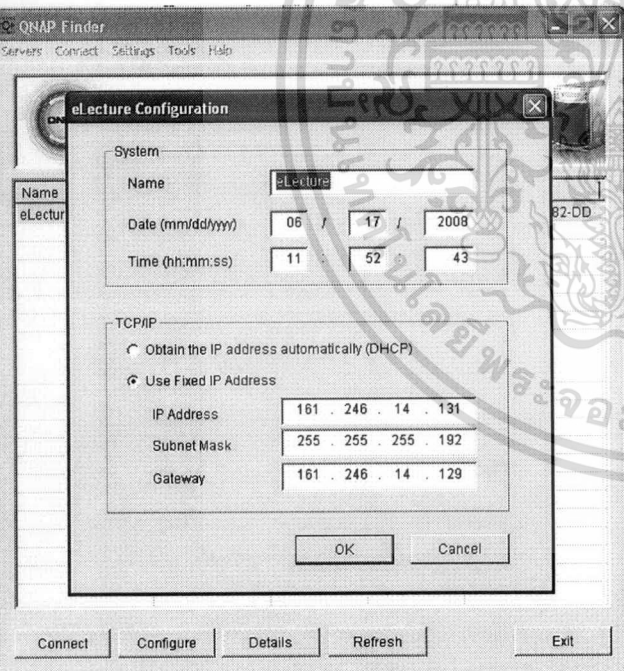 QNAP Finder
Servers Connect Settings Tools Help
eLecture Configuration
System
Name eLecture
Date (mm/dd/yyyy) 06 / 17 / 2008
Time (hh:mm:ss) 11 : 52 : 43
TCP/IP
Obtain the IP address automatically (DHCP)
Use Fixed IP Address
IP Address 161 . 246 . 14 . 131
Subnet Mask 255 . 255 . 255 . 192
Gateway 161 . 246 . 14 . 129
OK Cancel
Name
eLectur 82-DD
Connect Configure Details Refresh Exit